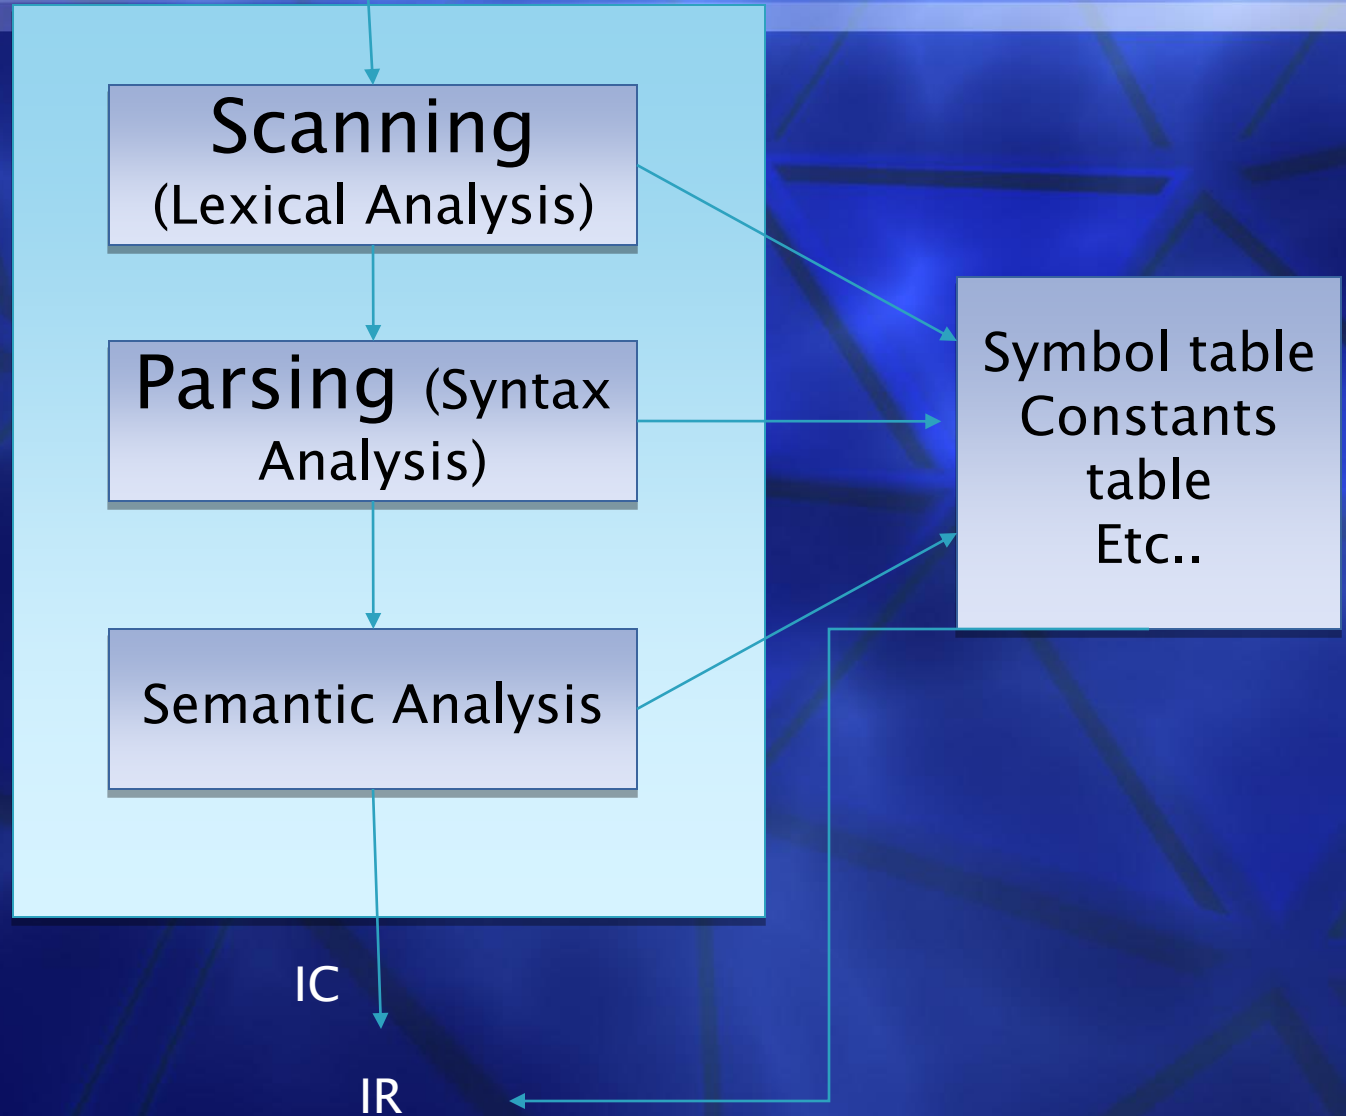 Scanning
(Lexical Analysis)
Parsing (Syntax
Analysis)
Semantic Analysis
Symbol table
Constants
table
Etc..
IC
IR